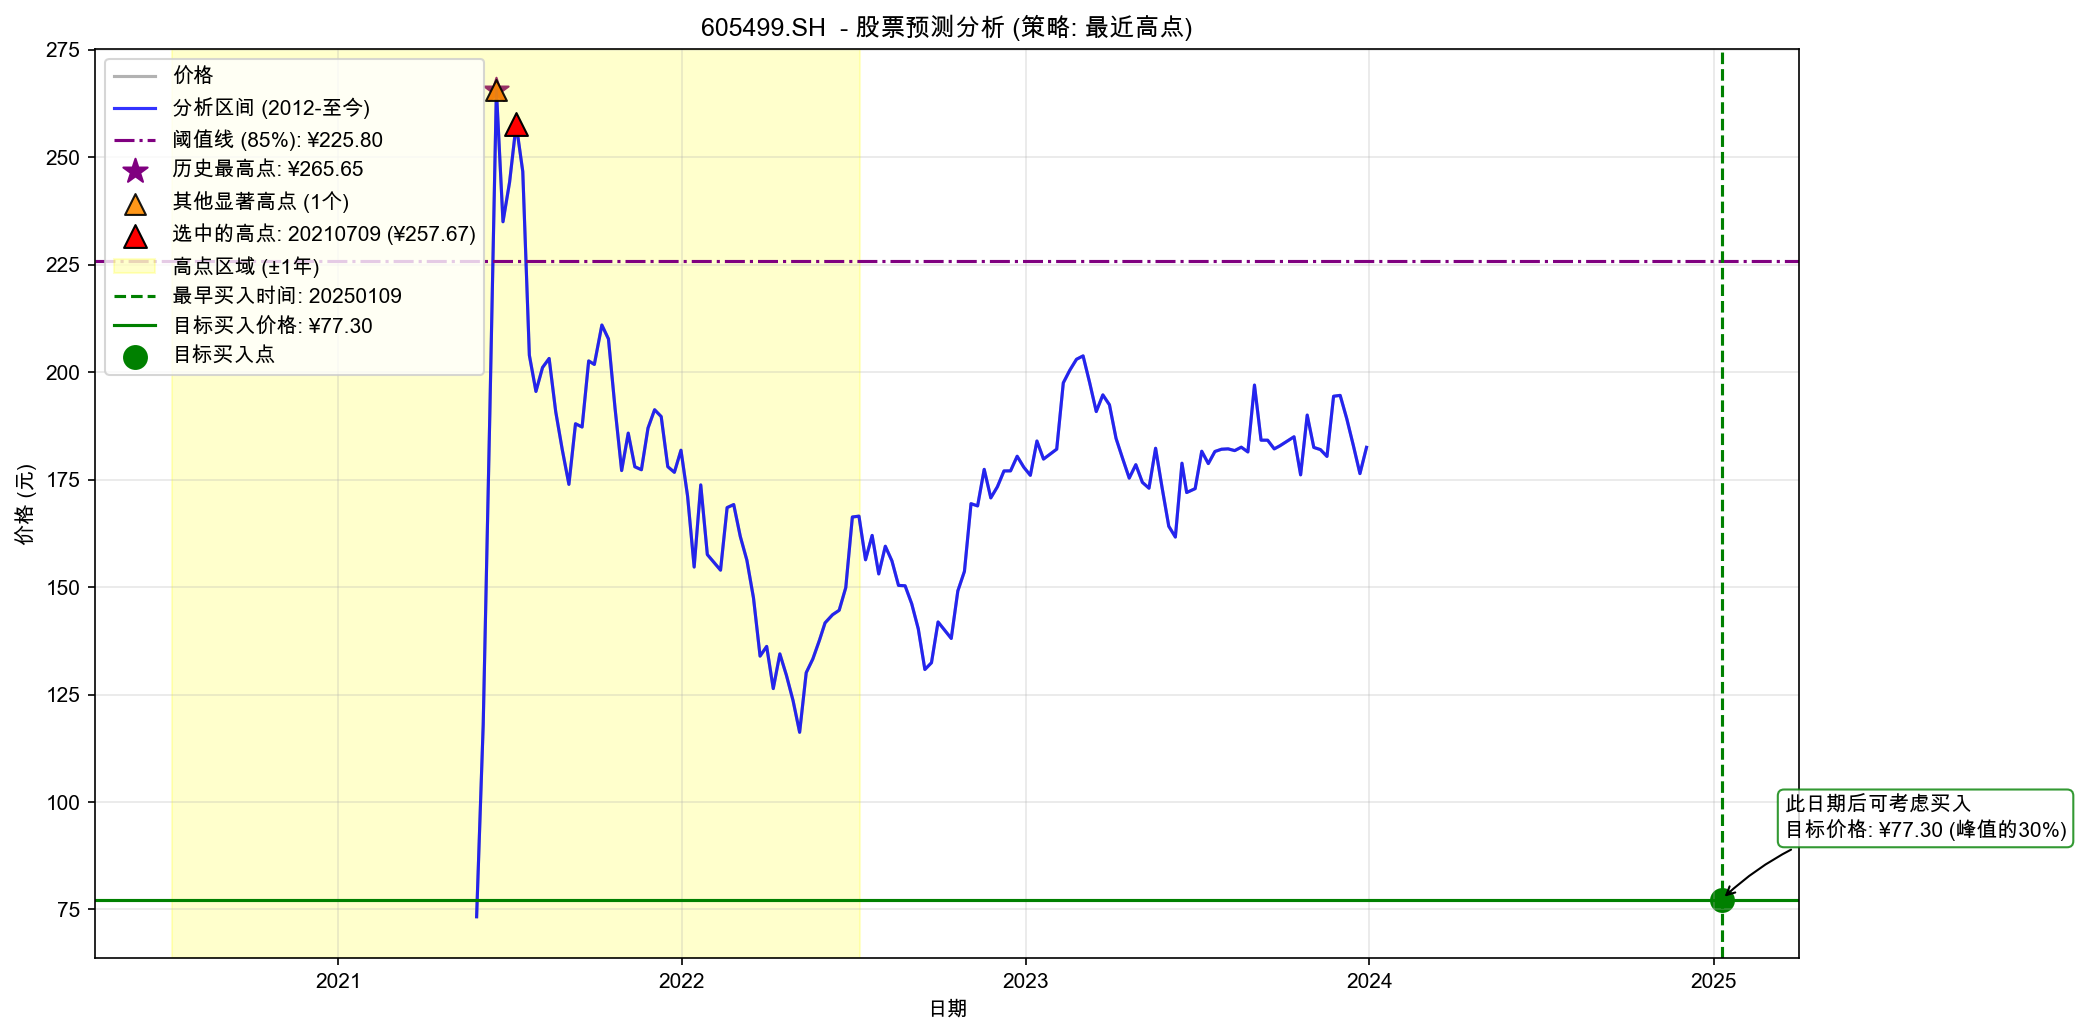 605499.SH - 股票预测分析 (策略: 最近高点)
价格
分析区间 (2012-至今)
阈值线 (85%): ¥225.80
历史最高点: ¥265.65
其他显著高点 (1个)
选中的高点: 20210709 (¥257.67)
高点区域 (±1年)
最早买入时间: 20250109
目标买入价格: ¥77.30
目标买入点
价格 (元)
275
250
225
200
175
150
125
100
75
此日期后可考虑买入
目标价格: ¥77.30 (峰值的30%)
2021
2022
2023
2024
2025
日期